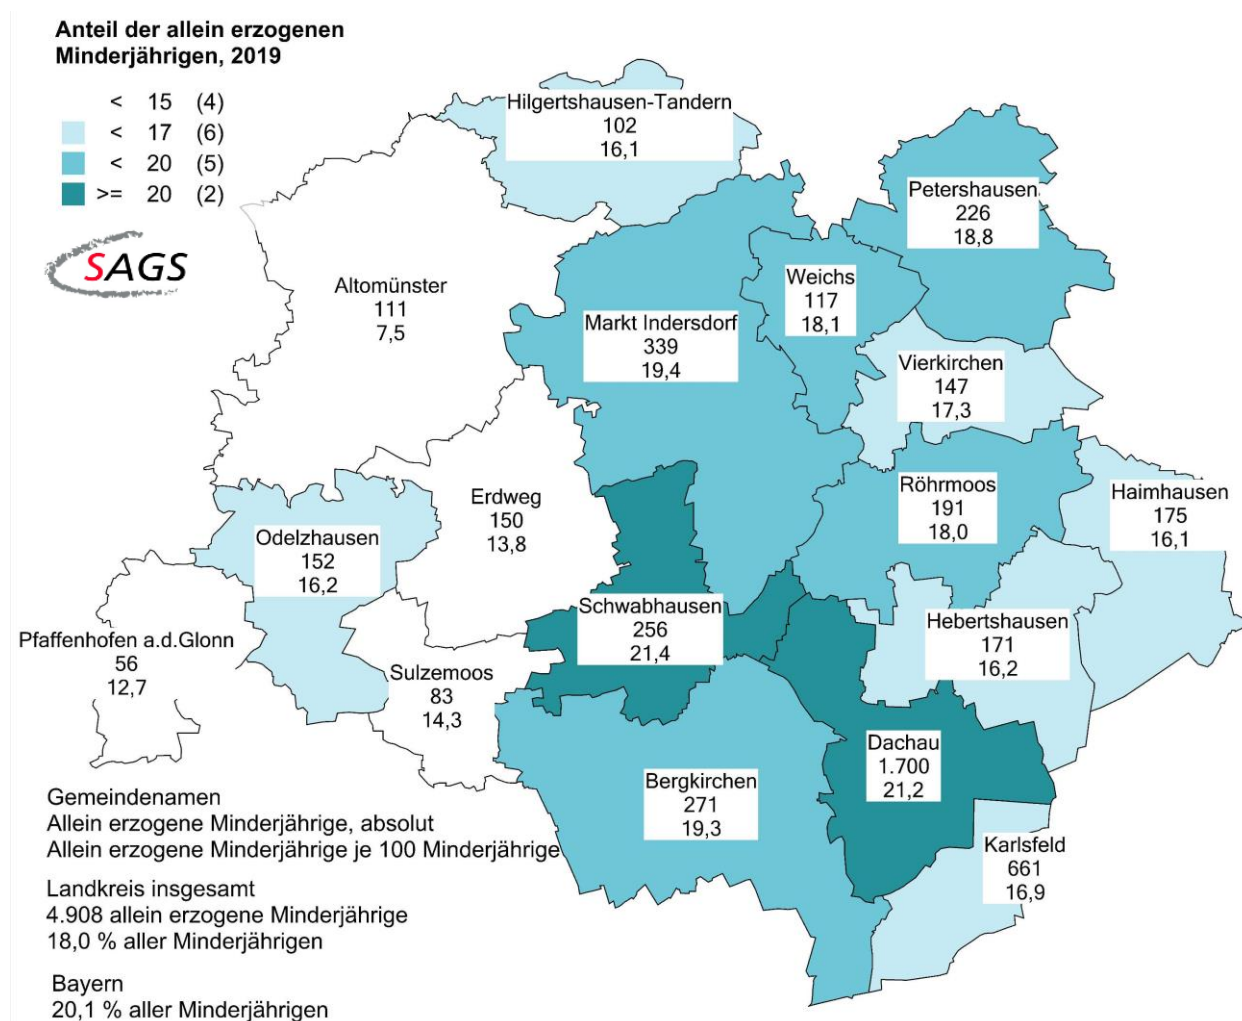 Anteil der allein erzogenen
Minderjährigen, 2019
< 15 (4)
< 17 (6)
< 20 (5)
>= 20 (2)
SAGS
Hilgertshausen-Tandern
102
16,1
Petershausen
226
18,8
Altomünster
111
7,5
Weichs
117
18,1
Markt Indersdorf
339
19,4
Vierkirchen
147
17,3
Erdweg
150
13,8
Röhrmoos
191
18,0
Haimhausen
175
16,1
Odelzhausen
152
16,2
Schwabhausen
256
21,4
Hebertshausen
171
16,2
Pfaffenhofen a.d.Glonn
56
12,7
Sulzemoos
83
14,3
Dachau
1.700
21,2
Bergkirchen
271
19,3
Karlsfeld
661
16,9
Gemeindenamen
Allein erzogene Minderjährige, absolut
Allein erzogene Minderjährige je 100 Minderjährige
Landkreis insgesamt
4.908 allein erzogene Minderjährige
18,0 % aller Minderjährigen
Bayern
20,1 % aller Minderjährigen